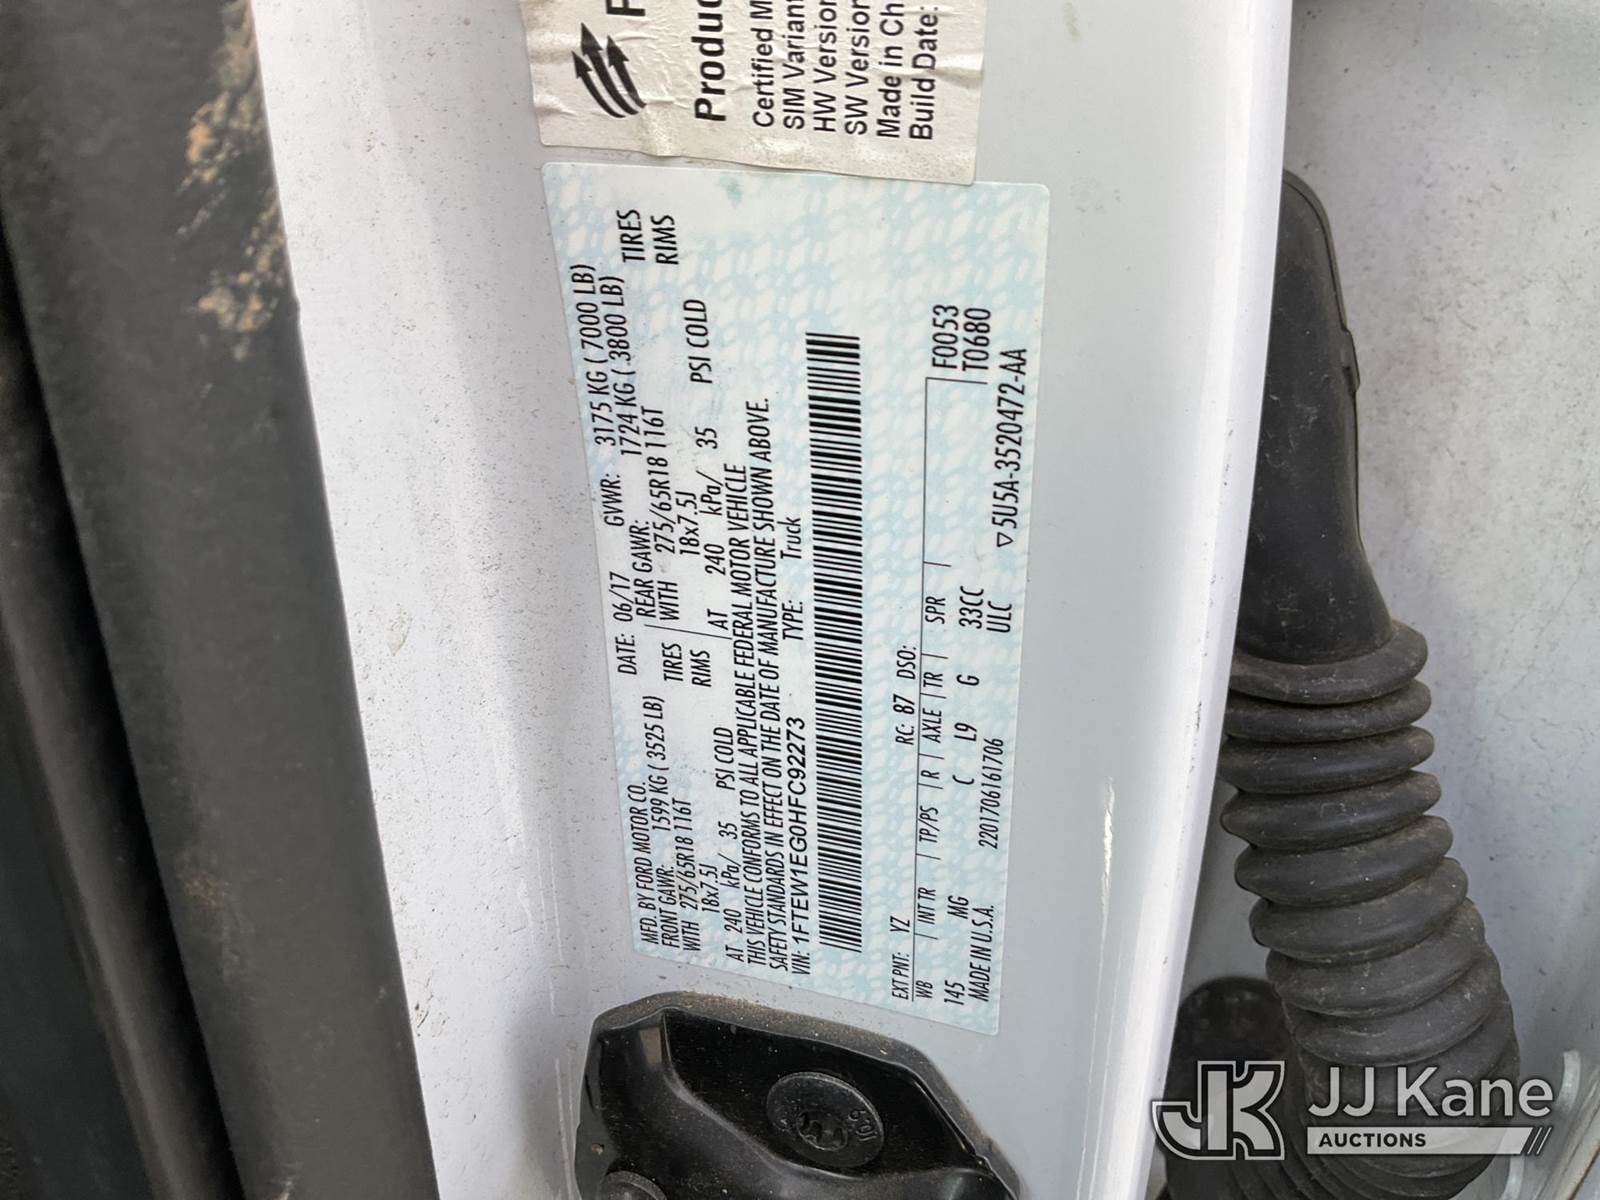 F
Produc
Certified M
SIM Variant
HW Version
SW Version
Made in Ch
Build Date:
MFD. BY FORD MOTOR CO.
DATE: 06/17 GVWR: 3175 KG ( 7000 LB)
FRONT GAWR: 1599 KG ( 3525 LB) REAR GAWR: 1724 KG ( 3800 LB)
WITH 275/65R18 116T TIRES WITH 275/65R18 116T TIRES
18x7.5J RIMS 18x7.5J RIMS
AT 240 kPa/ 35 PSI COLD AT 240 kPa/ 35 PSI COLD
THIS VEHICLE CONFORMS TO ALL APPLICABLE FEDERAL MOTOR VEHICLE
SAFETY STANDARDS IN EFFECT ON THE DATE OF MANUFACTURE SHOWN ABOVE.
VIN: 1FTEW1EG0HFC92273 TYPE: Truck
EXT PNT: YZ RC: 87 DSO: F0053
WB INT TR TP/PS R AXLE TR SPR T0680
145 MG C L9 G 33CC
MADE IN U.S.A. 220170616 1706 ULC
▽5U5A-3520472-AA
JK JJ Kane
AUCTIONS